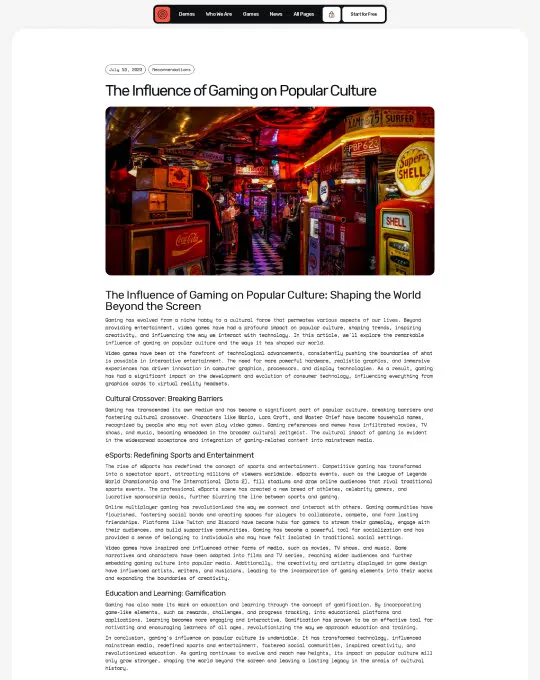 Demos Who We Are Games News All Pages Start for Free
July 10, 2023 Recommendations
The Influence of Gaming on Popular Culture
75 SURFER
PBP62
Super-
SHELL
Coca-Cola
SHELL
The Influence of Gaming on Popular Culture: Shaping the World
Beyond the Screen
Gaming has evolved from a niche hobby to a cultural force that permeates various aspects of our lives. Beyond
providing entertainment, video games have had a profound impact on popular culture, shaping trends, inspiring
creativity, and influencing the way we interact with technology. In this article, we'll explore the remarkable
influence of gaming on popular culture and the ways it has shaped our world.
Video games have been at the forefront of technological advancements, consistently pushing the boundaries of what
is possible in interactive entertainment. The need for more powerful hardware, realistic graphics, and immersive
experiences has driven innovation in computer graphics, processors, and display technologies. As a result, gaming
has had a significant impact on the development and evolution of consumer technology, influencing everything from
graphics cards to virtual reality headsets.
Cultural Crossover: Breaking Barriers
Gaming has transcended its own medium and has become a significant part of popular culture, breaking barriers and
fostering cultural crossover. Characters like Mario, Lara Croft, and Master Chief have become household names,
recognized by people who may not even play video games. Gaming references and memes have infiltrated movies, TV
shows, and music, becoming embedded in the broader cultural zeitgeist. The cultural impact of gaming is evident
in the widespread acceptance and integration of gaming-related content into mainstream media.
eSports: Redefining Sports and Entertainment
The rise of eSports has redefined the concept of sports and entertainment. Competitive gaming has transformed
into a spectator sport, attracting millions of viewers worldwide. eSports events, such as the League of Legends
World Championship and The International (Dota 2), fill stadiums and draw online audiences that rival traditional
sports events. The professional eSports scene has created a new breed of athletes, celebrity gamers, and
lucrative sponsorship deals, further blurring the line between sports and gaming.
Online multiplayer gaming has revolutionized the way we connect and interact with others. Gaming communities have
flourished, fostering social bonds and creating spaces for players to collaborate, compete, and form lasting
friendships. Platforms like Twitch and Discord have become hubs for gamers to stream their gameplay, engage with
their audiences, and build supportive communities. Gaming has become a powerful tool for socialization and has
provided a sense of belonging to individuals who may have felt isolated in traditional social settings.
Video games have inspired and influenced other forms of media, such as movies, TV shows, and music. Game
narratives and characters have been adapted into films and TV series, reaching wider audiences and further
embedding gaming culture into popular media. Additionally, the creativity and artistry displayed in game design
have influenced artists, writers, and musicians, leading to the incorporation of gaming elements into their works
and expanding the boundaries of creativity.
Education and Learning: Gamification
Gaming has also made its mark on education and learning through the concept of gamification. By incorporating
game-like elements, such as rewards, challenges, and progress tracking, into educational platforms and
applications, learning becomes more engaging and interactive. Gamification has proven to be an effective tool for
motivating and encouraging learners of all ages, revolutionizing the way we approach education and training.
In conclusion, gaming's influence on popular culture is undeniable. It has transformed technology, influenced
mainstream media, redefined sports and entertainment, fostered social communities, inspired creativity, and
revolutionized education. As gaming continues to evolve and reach new heights, its impact on popular culture will
only grow stronger, shaping the world beyond the screen and leaving a lasting legacy in the annals of cultural
history.